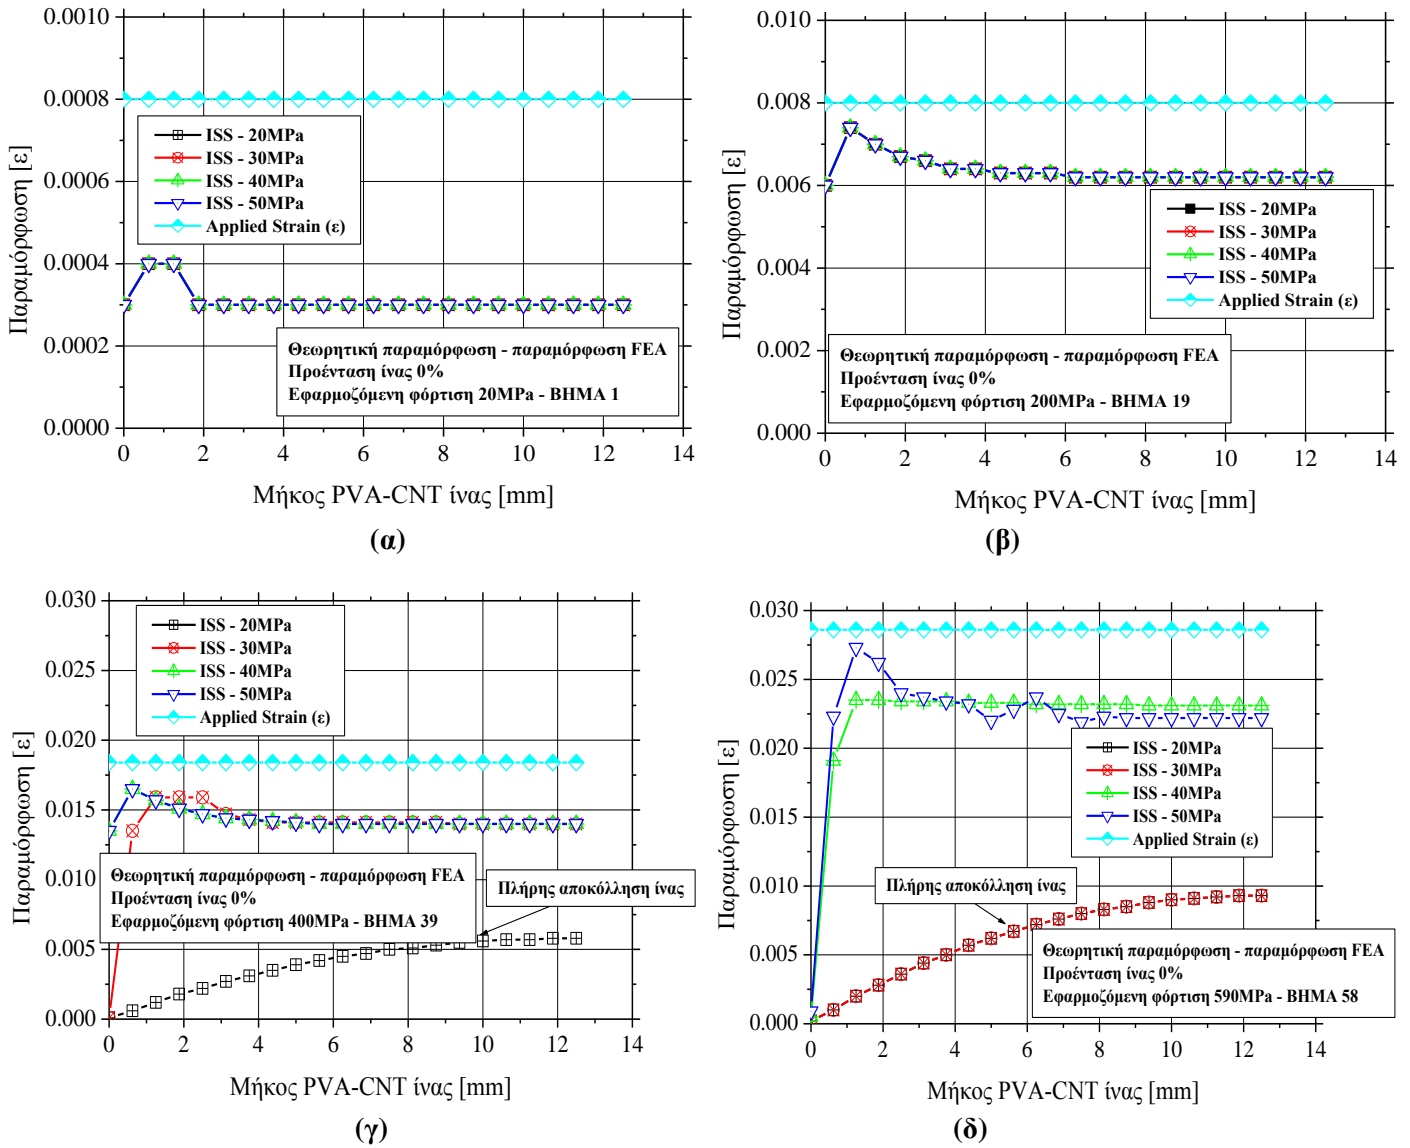 0.0010
0.0008
0.0006
0.0004
0.0002
0.0000
Παραμόρφωση [ε]
ISS - 20MPa
ISS - 30MPa
ISS - 40MPa
ISS - 50MPa
Applied Strain (ε)
Θεωρητική παραμόρφωση - παραμόρφωση FEA
Προένταση ίνας 0%
Εφαρμοζόμενη φόρτιση 20MPa - ΒΗΜΑ 1
0 2 4 6 8 10 12 14
Μήκος PVA-CNT ίνας [mm]
(α)
0.010
0.008
0.006
0.004
0.002
0.000
Παραμόρφωση [ε]
ISS - 20MPa
ISS - 30MPa
ISS - 40MPa
ISS - 50MPa
Applied Strain (ε)
Θεωρητική παραμόρφωση - παραμόρφωση FEA
Προένταση ίνας 0%
Εφαρμοζόμενη φόρτιση 200MPa - ΒΗΜΑ 19
0 2 4 6 8 10 12 14
Μήκος PVA-CNT ίνας [mm]
(β)
0.030
0.025
0.020
0.015
0.010
0.005
0.000
Παραμόρφωση [ε]
ISS - 20MPa
ISS - 30MPa
ISS - 40MPa
ISS - 50MPa
Applied Strain (ε)
Θεωρητική παραμόρφωση - παραμόρφωση FEA
Προένταση ίνας 0%
Εφαρμοζόμενη φόρτιση 400MPa - ΒΗΜΑ 39
Πλήρης αποκόλληση ίνας
0 2 4 6 8 10 12 14
Μήκος PVA-CNT ίνας [mm]
(γ)
0.030
0.025
0.020
0.015
0.010
0.005
0.000
Παραμόρφωση [ε]
ISS - 20MPa
ISS - 30MPa
ISS - 40MPa
ISS - 50MPa
Applied Strain (ε)
Πλήρης αποκόλληση ίνας
Θεωρητική παραμόρφωση - παραμόρφωση FEA
Προένταση ίνας 0%
Εφαρμοζόμενη φόρτιση 590MPa - ΒΗΜΑ 58
0 2 4 6 8 10 12 14
Μήκος PVA-CNT ίνας [mm]
(δ)